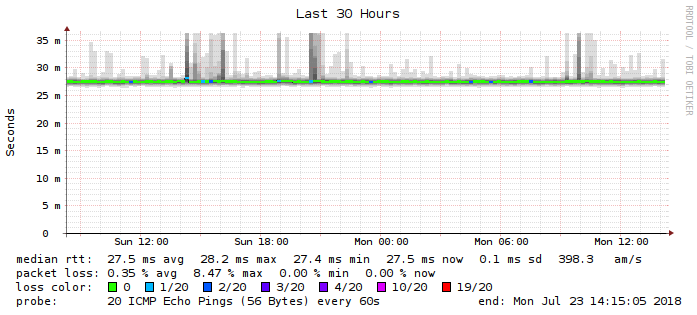 Last 30 Hours
RRDTOOL / TOBI OETIKER
Seconds
35 m
30 m
25 m
20 m
15 m
10 m
5 m
0
Sun 12:00 Sun 18:00 Mon 00:00 Mon 06:00 Mon 12:00
median rtt: 27.5 ms avg 28.2 ms max 27.4 ms min 27.5 ms now 0.1 ms sd 398.3 am/s
packet loss: 0.35 % avg 8.47 % max 0.00 % min 0.00 % now
loss color: 0 1/20 2/20 3/20 4/20 10/20 19/20
probe: 20 ICMP Echo Pings (56 Bytes) every 60s end: Mon Jul 23 14:15:05 2018